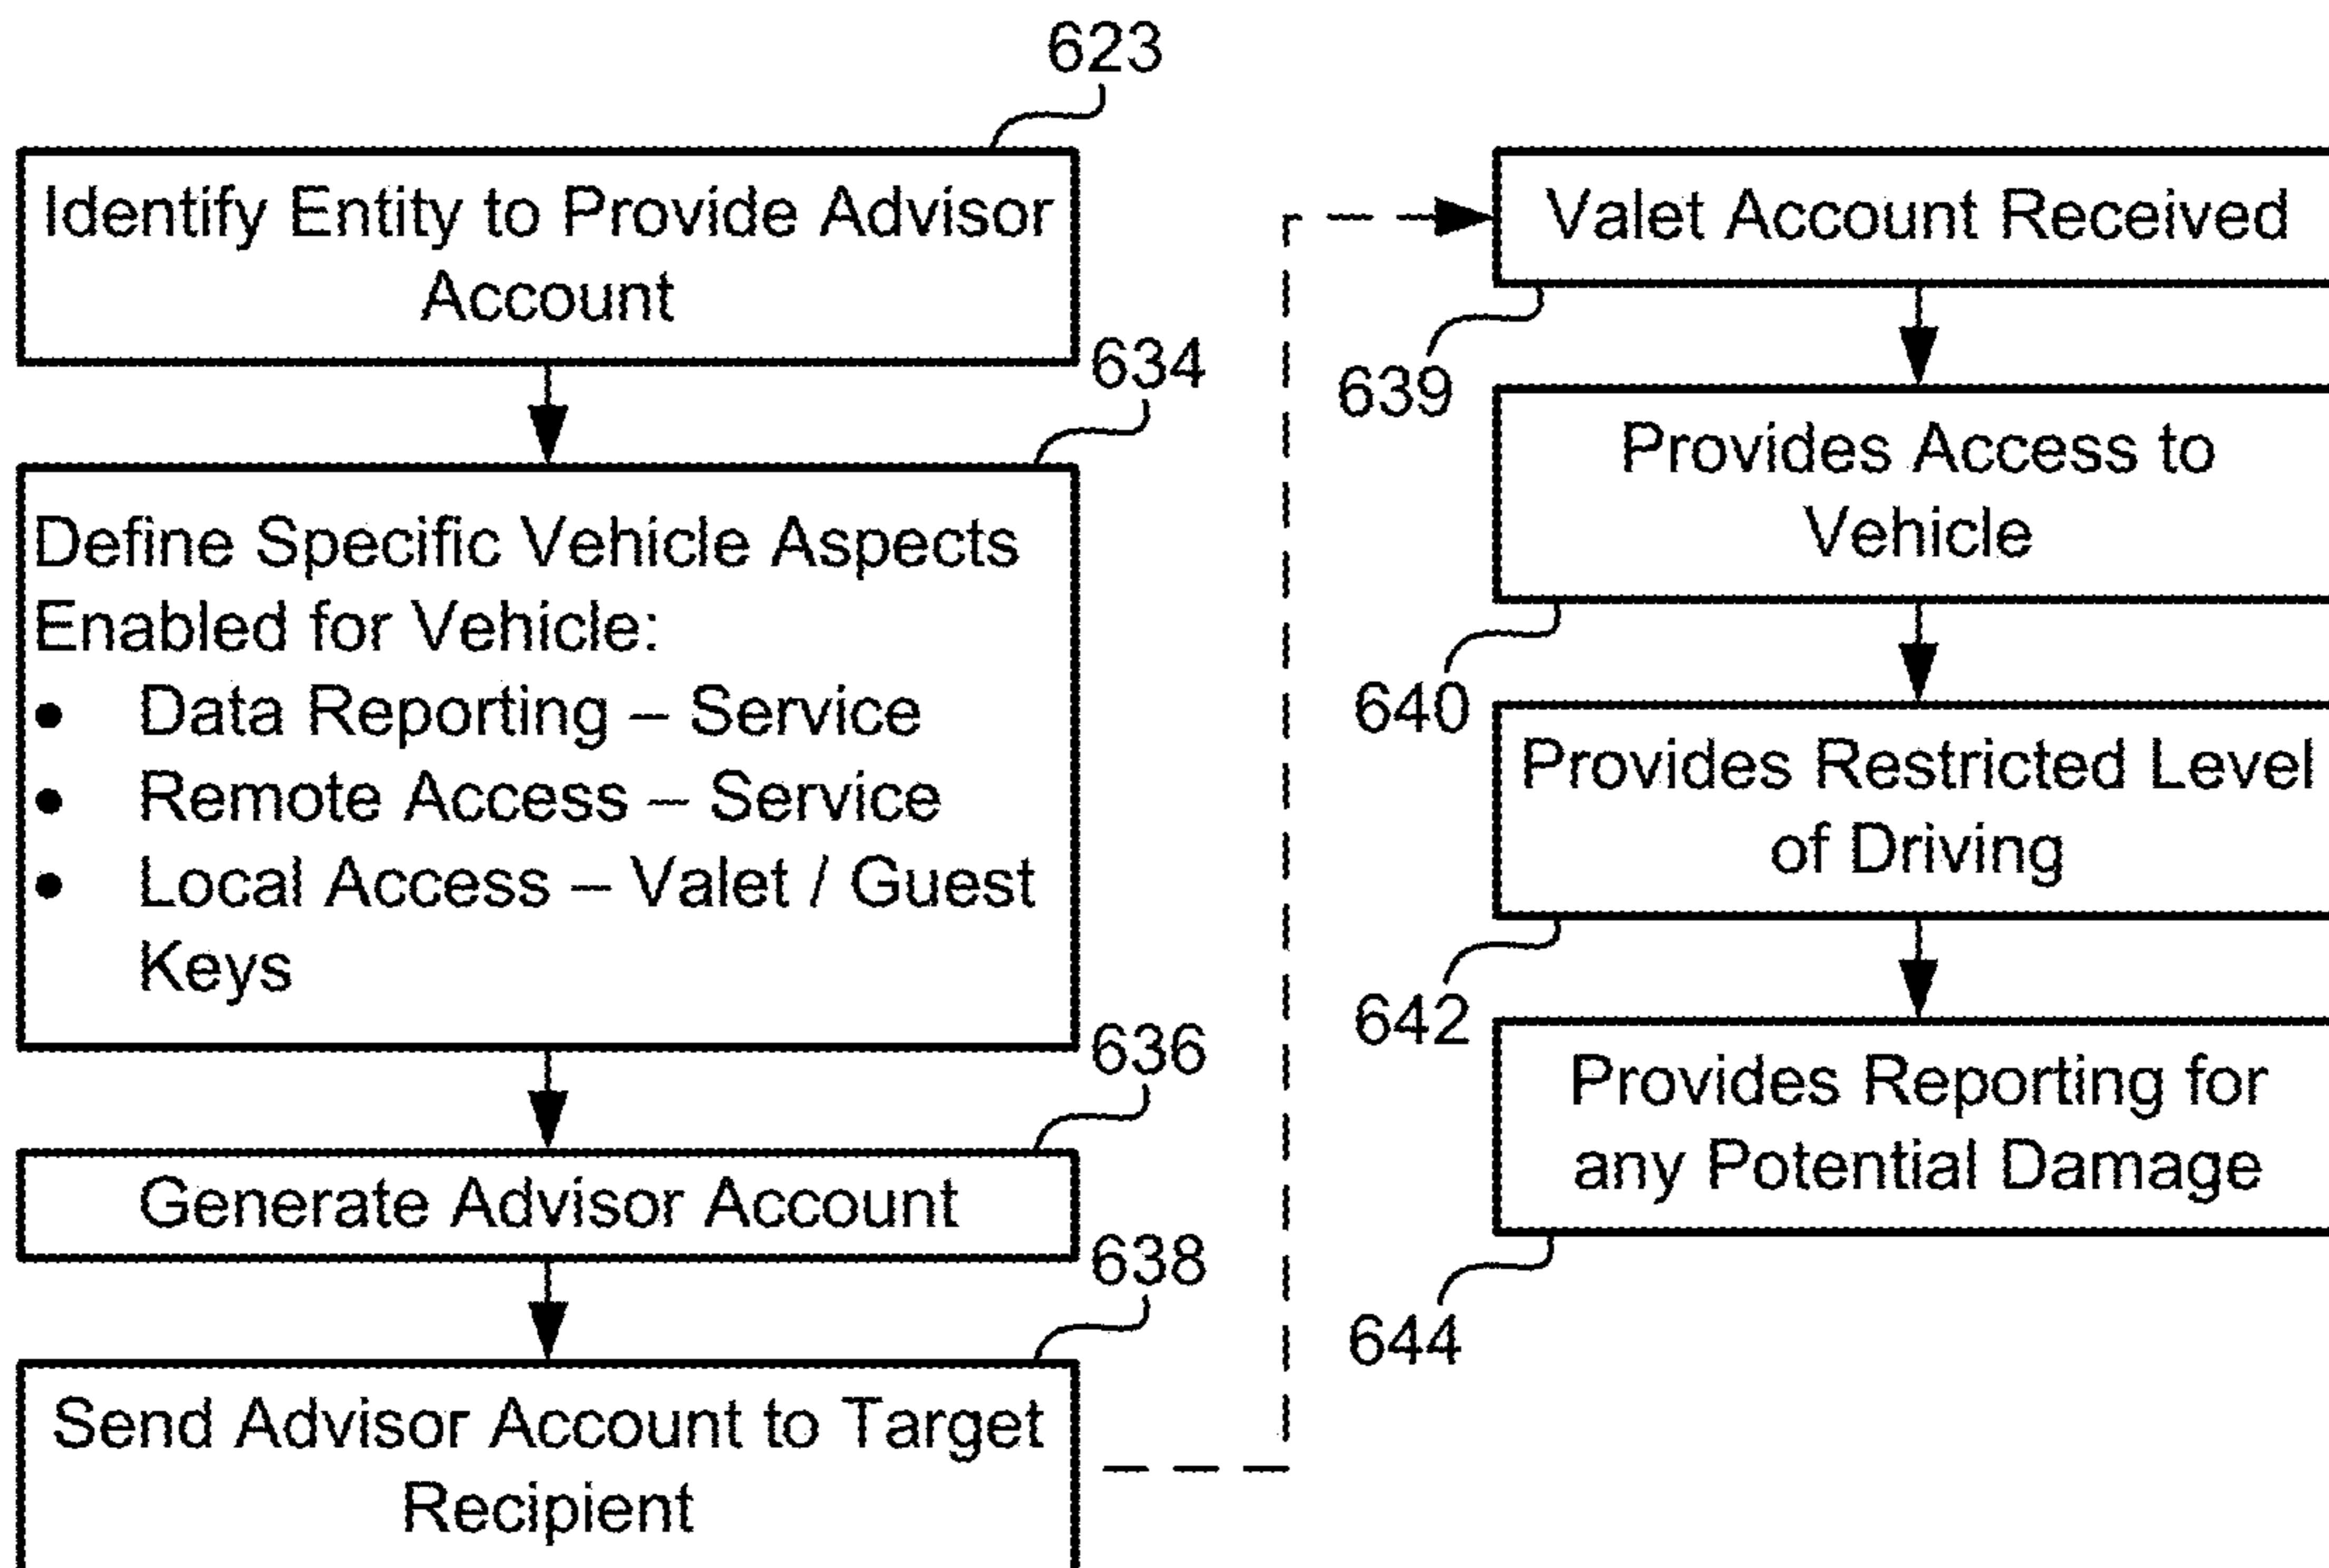 623
Identify Entity to Provide Advisor
Account
634
Define Specific Vehicle Aspects
Enabled for Vehicle:
• Data Reporting – Service
• Remote Access – Service
• Local Access – Valet / Guest
Keys
636
Generate Advisor Account
638
Send Advisor Account to Target
Recipient
Valet Account Received
639
Provides Access to
Vehicle
640
Provides Restricted Level
of Driving
642
Provides Reporting for
any Potential Damage
644